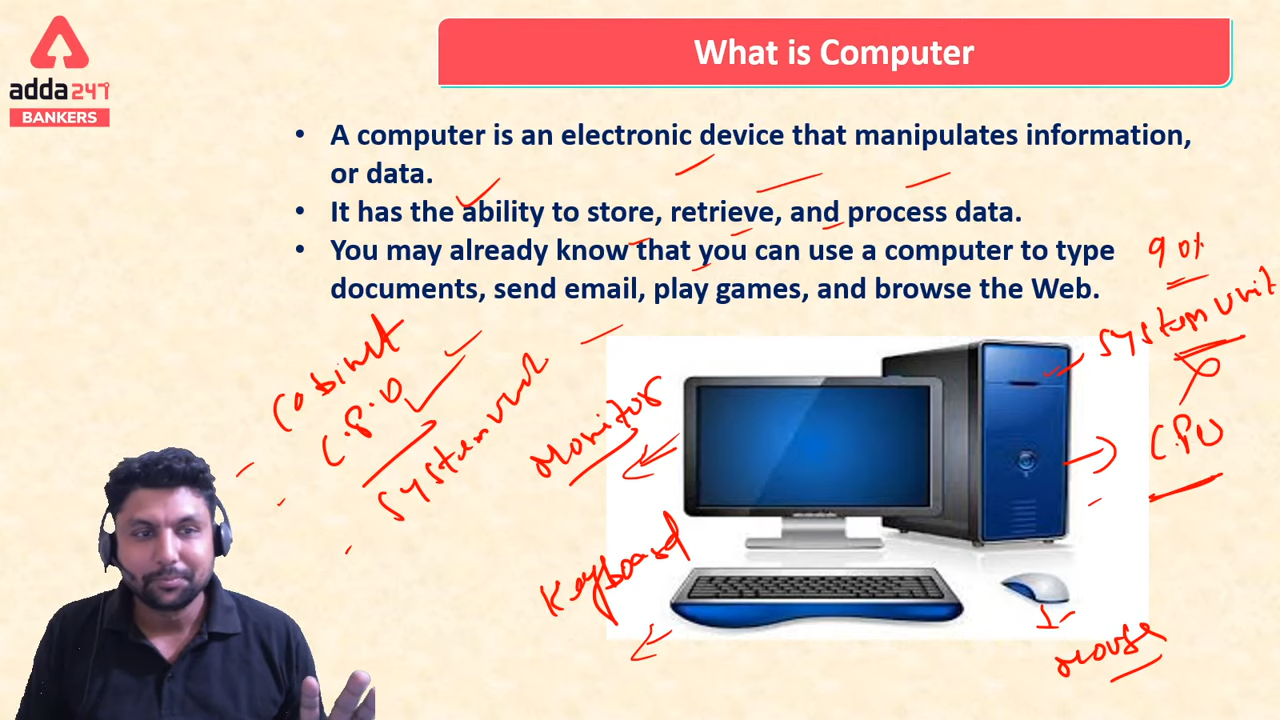 adda247
BANKERS
What is Computer
• A computer is an electronic device that manipulates information,
or data.
• It has the ability to store, retrieve, and process data.
• You may already know that you can use a computer to type
documents, send email, play games, and browse the Web.
90%
System unit
CPU
Cabinet
C.P.U
System unit
Monitor
Keyboard
Mouse